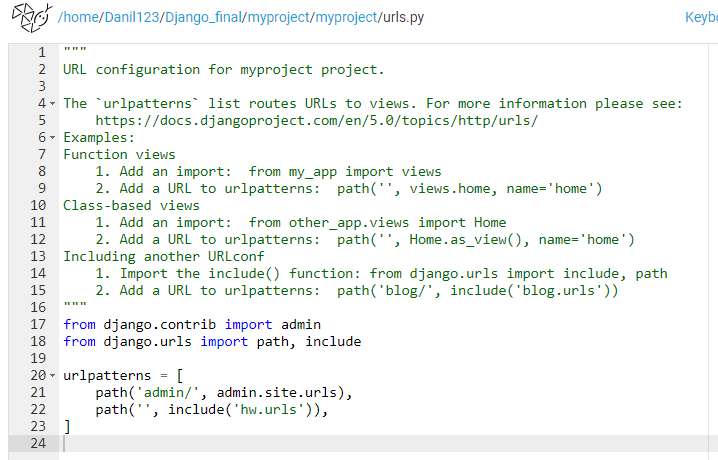 /home/Danil123/Django_final/myproject/myproject/urls.py Keybo
1 """
2 URL configuration for myproject project.
3
4 The `urlpatterns` list routes URLs to views. For more information please see:
5     https://docs.djangoproject.com/en/5.0/topics/http/urls/
6 Examples:
7 Function views
8     1. Add an import:  from my_app import views
9     2. Add a URL to urlpatterns:  path('', views.home, name='home')
10 Class-based views
11     1. Add an import:  from other_app.views import Home
12     2. Add a URL to urlpatterns:  path('', Home.as_view(), name='home')
13 Including another URLconf
14     1. Import the include() function: from django.urls import include, path
15     2. Add a URL to urlpatterns:  path('blog/', include('blog.urls'))
16 """
17 from django.contrib import admin
18 from django.urls import path, include
19
20 urlpatterns = [
21     path('admin/', admin.site.urls),
22     path('', include('hw.urls')),
23 ]
24